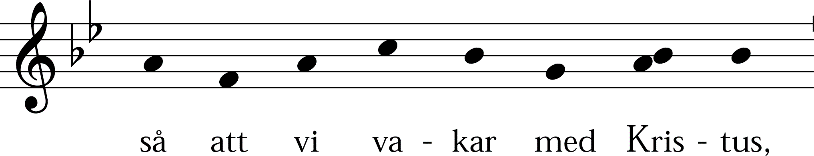 så att vi va - kar med Kris - tus,